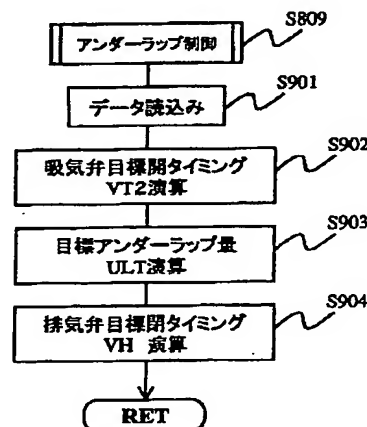 アンダーラップ制御
S809
データ読込み
S901
吸気弁目標開タイミング
VT2演算
S902
目標アンダーラップ量
ULT演算
S903
排気弁目標閉タイミング
VH 演算
S904
RET